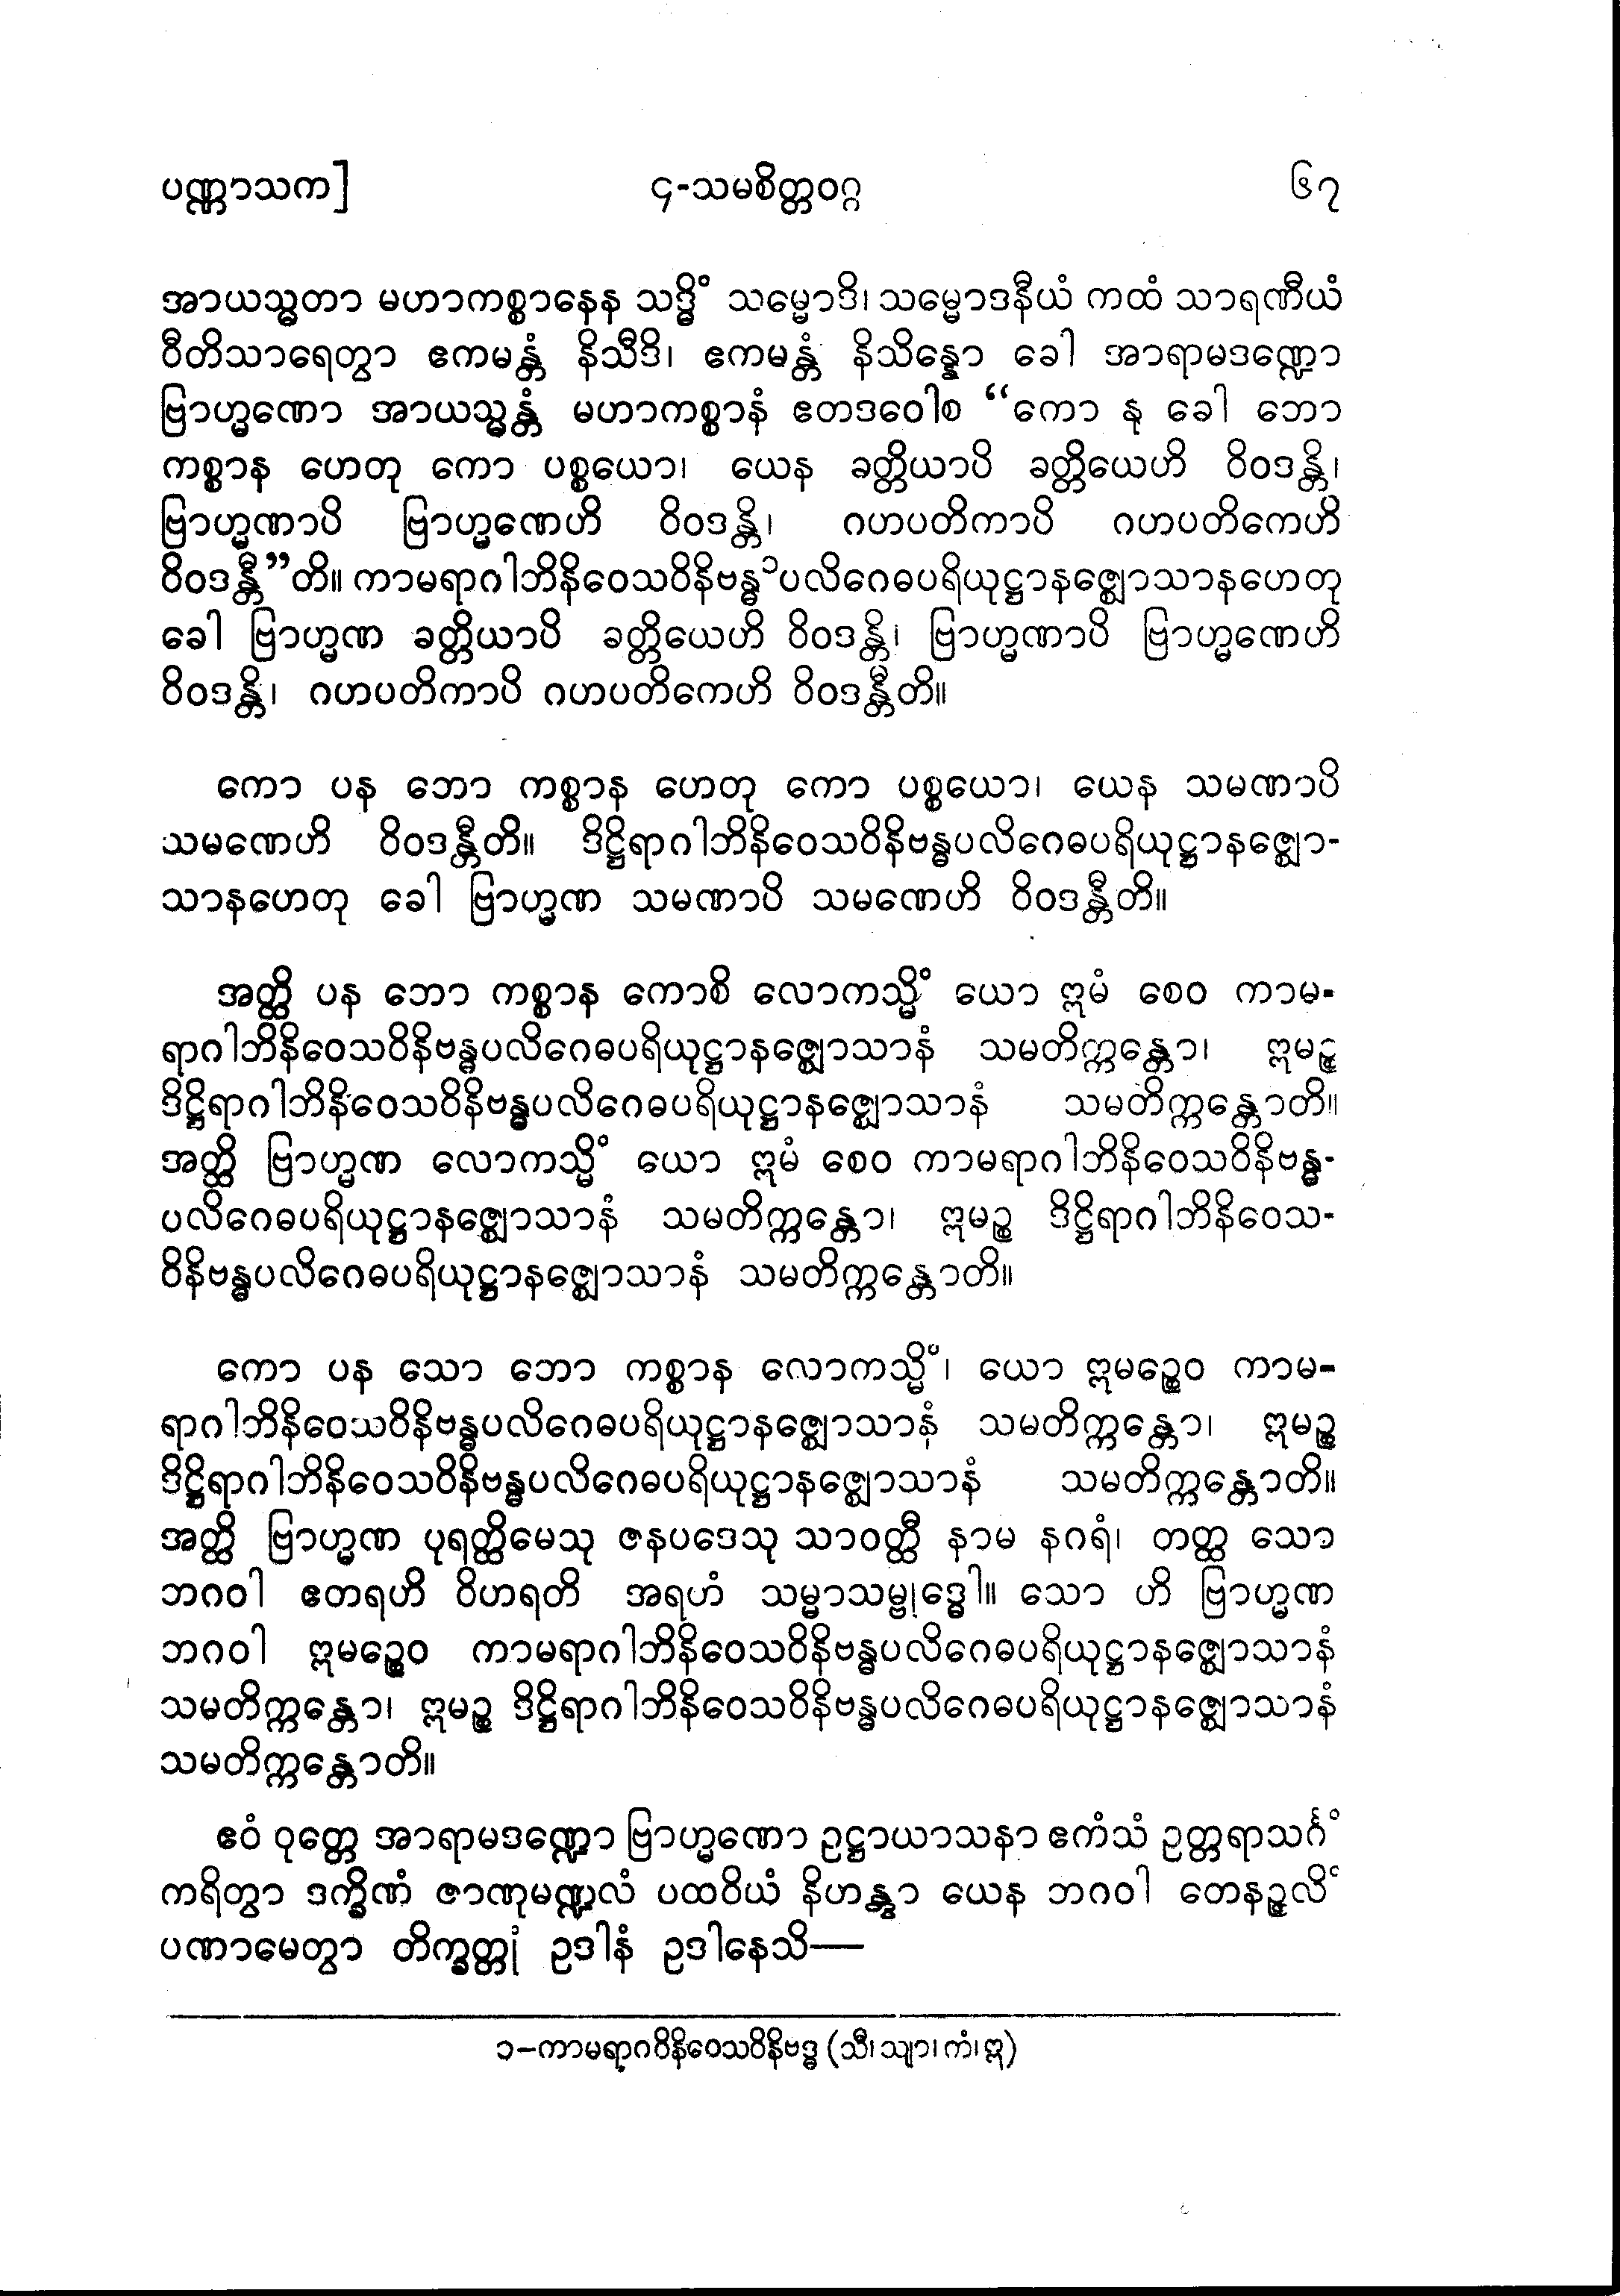 ပဏ္ဏာသက]
၄-သမစိတ္တဝဂ္ဂ
၆၇
အာယသ္မတာ မဟာကစ္စာနေန သဒ္ဓိံ သမ္မောဒိ၊ သမ္မောဒနီယံ ကထံ သာရဏီယံ
ဝီတိသာရေတွာ ဧကမန္တံ နိသီဒိ၊ ဧကမန္တံ နိသိန္နော ခေါ အာရာမဒဏ္ဍော
ဗြာဟ္မဏော အာယသ္မန္တံ မဟာကစ္စာနံ ဧတဒဝေါစ “ကော နု ခေါ ဘော
ကစ္စာန ဟေတု ကော ပစ္စယော၊ ယေန ခတ္တိယာပိ ခတ္တိယေဟိ ဝိဝဒန္တိ၊
ဗြာဟ္မဏာပိ ဗြာဟ္မဏေဟိ ဝိဝဒန္တိ၊ ဂဟပတိကာပိ ဂဟပတိကေဟိ
ဝိဝဒန္တီ”တိ။ ကာမရာဂါဘိနိဝေသဝိနိဗန္ဓ ၁ပလိဂေဓပရိယုဋ္ဌာနဇ္ဈောသာနဟေတု
ခေါ ဗြာဟ္မဏ ခတ္တိယာပိ ခတ္တိယေဟိ ဝိဝဒန္တိ၊ ဗြာဟ္မဏာပိ ဗြာဟ္မဏေဟိ
ဝိဝဒန္တိ၊ ဂဟပတိကာပိ ဂဟပတိကေဟိ ဝိဝဒန္တီတိ။
ကော ပန ဘော ကစ္စာန ဟေတု ကော ပစ္စယော၊ ယေန သမဏာပိ
သမဏေဟိ ဝိဝဒန္တီတိ။ ဒိဋ္ဌိရာဂါဘိနိဝေသဝိနိဗန္ဓပလိဂေဓပရိယုဋ္ဌာနဇ္ဈော-
သာနဟေတု ခေါ ဗြာဟ္မဏ သမဏာပိ သမဏေဟိ ဝိဝဒန္တီတိ။
အတ္ထိ ပန ဘော ကစ္စာန ကောစိ လောကသ္မိံ ယော ဣမံ စေဝ ကာမ-
ရာဂါဘိနိဝေသဝိနိဗန္ဓပလိဂေဓပရိယုဋ္ဌာနဇ္ဈောသာနံ သမတိက္ကန္တော၊ ဣမဉ္စ
ဒိဋ္ဌိရာဂါဘိနိဝေသဝိနိဗန္ဓပလိဂေဓပရိယုဋ္ဌာနဇ္ဈောသာနံ သမတိက္ကန္တောတိ။
အတ္ထိ ဗြာဟ္မဏ လောကသ္မိံ ယော ဣမံ စေဝ ကာမရာဂါဘိနိဝေသဝိနိဗန္ဓ-
ပလိဂေဓပရိယုဋ္ဌာနဇ္ဈောသာနံ သမတိက္ကန္တော၊ ဣမဉ္စ ဒိဋ္ဌိရာဂါဘိနိဝေသ-
ဝိနိဗန္ဓပလိဂေဓပရိယုဋ္ဌာနဇ္ဈောသာနံ သမတိက္ကန္တောတိ။
ကော ပန သော ဘော ကစ္စာန လောကသ္မိံ၊ ယော ဣမဉ္စေဝ ကာမ-
ရာဂါဘိနိဝေသဝိနိဗန္ဓပလိဂေဓပရိယုဋ္ဌာနဇ္ဈောသာနံ သမတိက္ကန္တော၊ ဣမဉ္စ
ဒိဋ္ဌိရာဂါဘိနိဝေသဝိနိဗန္ဓပလိဂေဓပရိယုဋ္ဌာနဇ္ဈောသာနံ သမတိက္ကန္တောတိ။
အတ္ထိ ဗြာဟ္မဏ ပုရတ္ထိမေသု ဇနပဒေသု သာဝတ္ထီ နာမ နဂရံ၊ တတ္ထ သော
ဘဂဝါ ဧတရဟိ ဝိဟရတိ အရဟံ သမ္မာသမ္ဗုဒ္ဓေါ။ သော ဟိ ဗြာဟ္မဏ
ဘဂဝါ ဣမဉ္စေဝ ကာမရာဂါဘိနိဝေသဝိနိဗန္ဓပလိဂေဓပရိယုဋ္ဌာနဇ္ဈောသာနံ
သမတိက္ကန္တော၊ ဣမဉ္စ ဒိဋ္ဌိရာဂါဘိနိဝေသဝိနိဗန္ဓပလိဂေဓပရိယုဋ္ဌာနဇ္ဈောသာနံ
သမတိက္ကန္တောတိ။
ဧဝံ ဝုတ္တေ အာရာမဒဏ္ဍော ဗြာဟ္မဏော ဥဋ္ဌာယာသနာ ဧကံသံ ဥတ္တရာသင်္ဂံ
ကရိတွာ ဒက္ခိဏံ ဇာဏုမဏ္ဍလံ ပထဝိယံ နိဟန္တွာ ယေန ဘဂဝါ တေနဉ္ဇလိံ
ပဏာမေတွာ တိက္ခတ္တုံ ဥဒါနံ ဥဒါနေသိ—
၁-ကာမရာဂဝိနိဝေသဝိနိဗဒ္ဓ (သီ၊ သျာ၊ ကံ၊ ဣ)